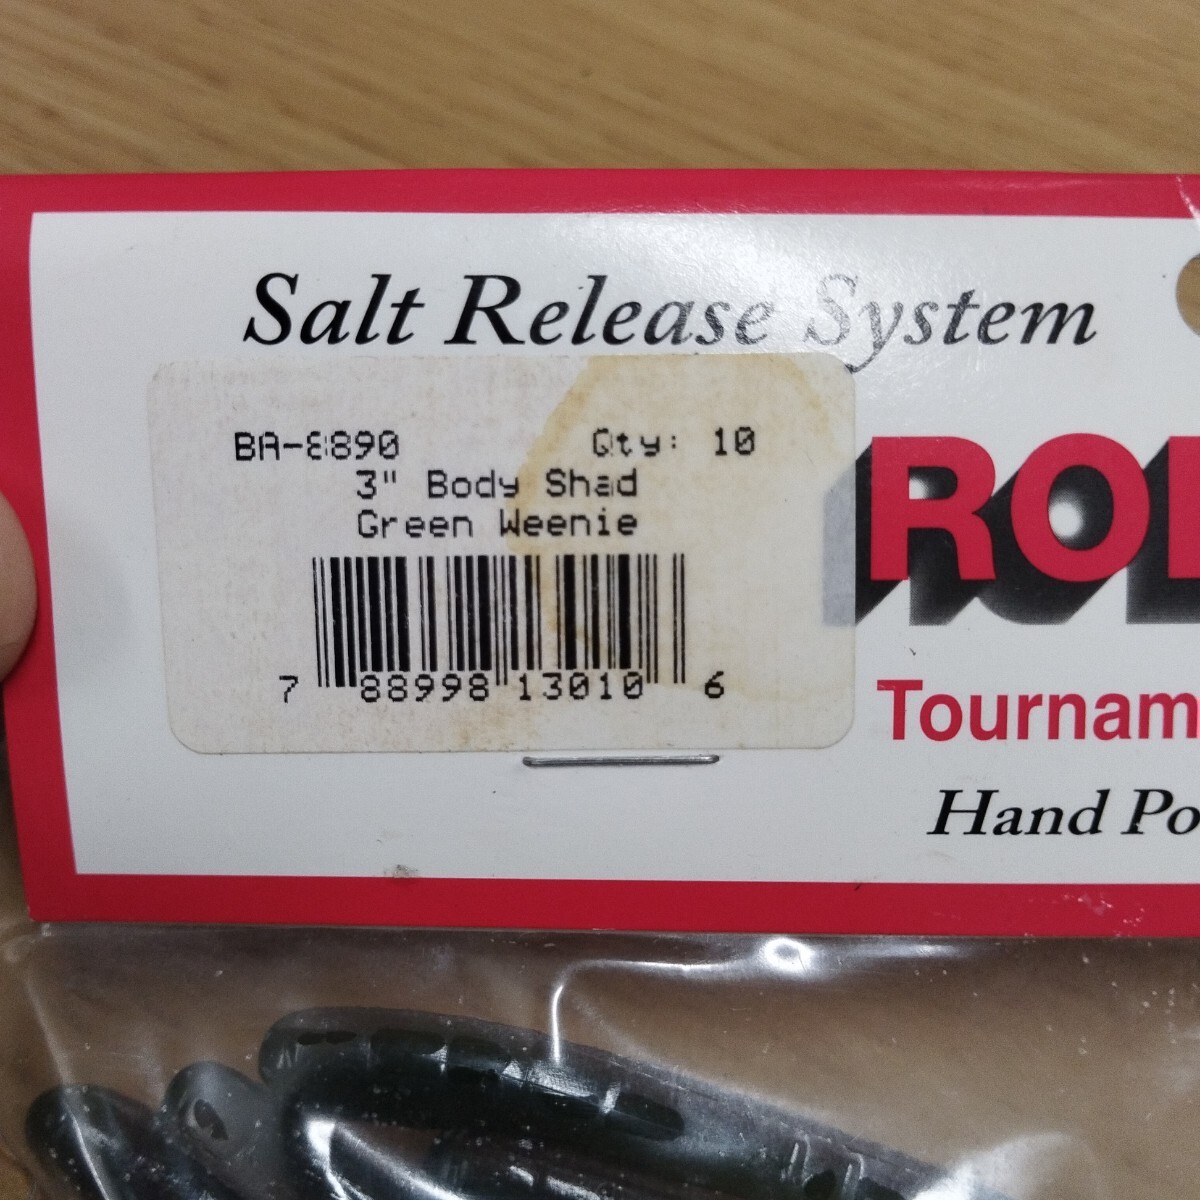 Salt Release System
BA-8890 Qty: 10
3" Body Shad
Green Weenie
7 88998 13010 6
Tournam
Hand Po